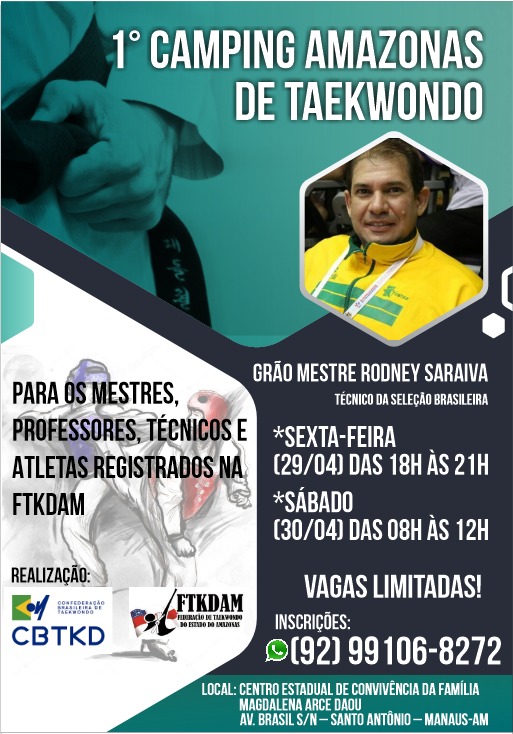 1° CAMPING AMAZONAS
DE TAEKWONDO
GRÃO MESTRE RODNEY SARAIVA
TÉCNICO DA SELEÇÃO BRASILEIRA
PARA OS MESTRES,
PROFESSORES, TÉCNICOS E
ATLETAS REGISTRADOS NA
FTKDAM
*SEXTA-FEIRA
(29/04) DAS 18H ÀS 21H
*SÁBADO
(30/04) DAS 08H ÀS 12H
REALIZAÇÃO:
CONFEDERAÇÃO
BRASILEIRA DE
TAEKWONDO
CBTKD
FTKDAM
FEDERAÇÃO DE TAEKWONDO
DO ESTADO DO AMAZONAS
VAGAS LIMITADAS!
INSCRIÇÕES:
(92) 99106-8272
LOCAL: CENTRO ESTADUAL DE CONVIVÊNCIA DA FAMÍLIA
MAGDALENA ARCE DAOU
AV. BRASIL S/N – SANTO ANTÔNIO – MANAUS-AM